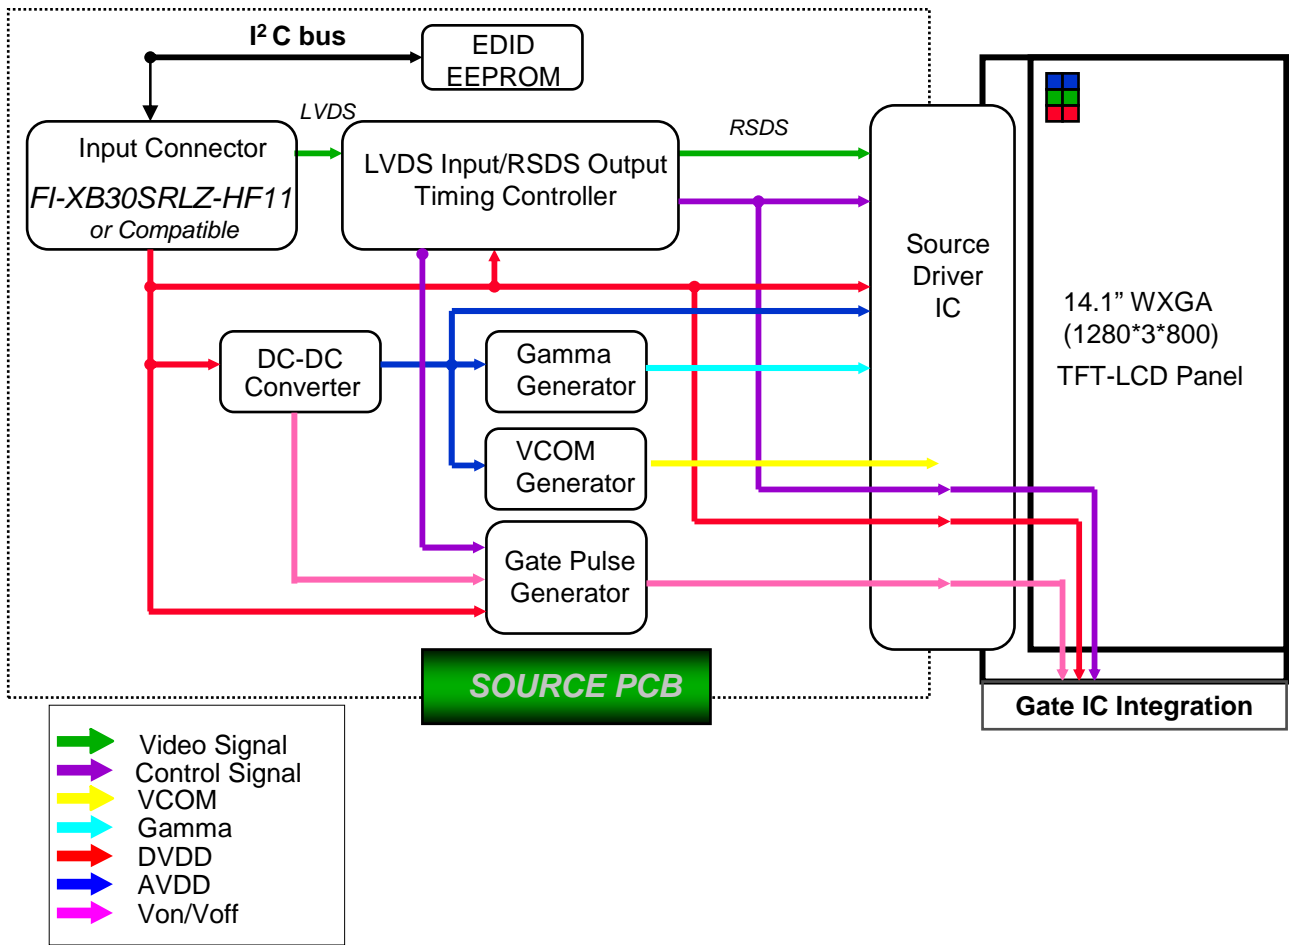 I² C bus
EDID
EEPROM
LVDS
RSDS
Input Connector
FI-XB30SRLZ-HF11
or Compatible
LVDS Input/RSDS Output
Timing Controller
Source
Driver
IC
14.1” WXGA
(1280*3*800)
TFT-LCD Panel
DC-DC
Converter
Gamma
Generator
VCOM
Generator
Gate Pulse
Generator
SOURCE PCB
Gate IC Integration
Video Signal
Control Signal
VCOM
Gamma
DVDD
AVDD
Von/Voff